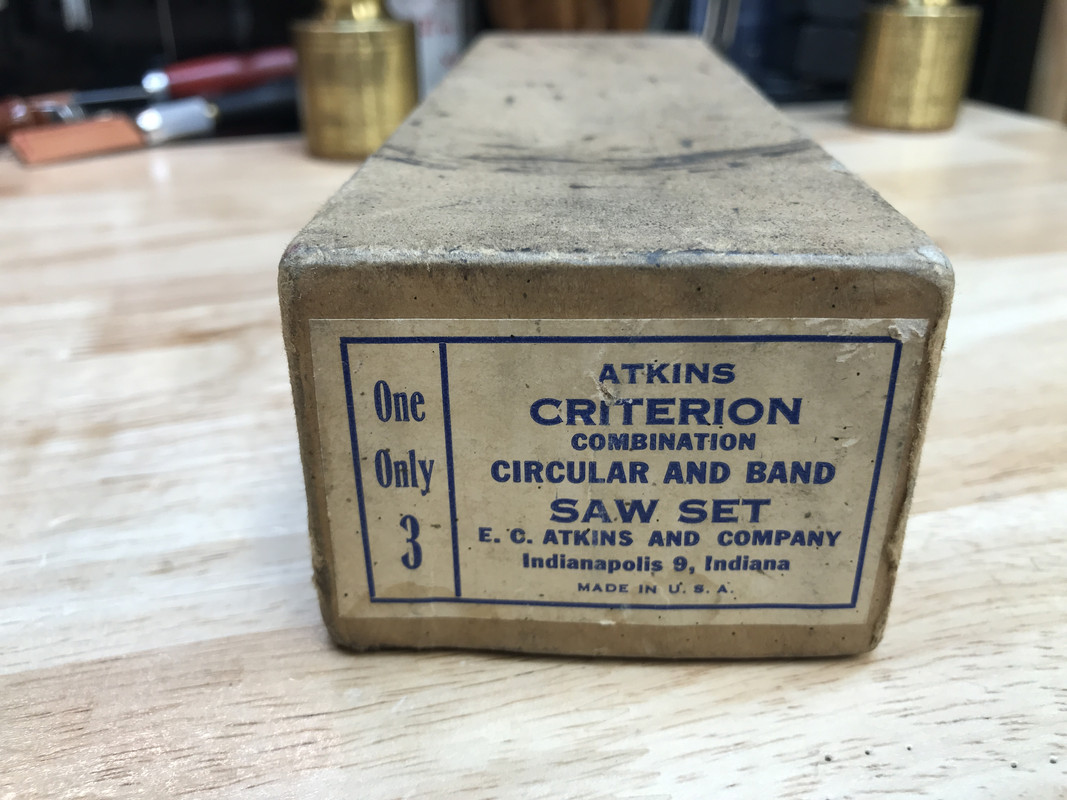 One
Only
3
ATKINS
CRITERION
COMBINATION
CIRCULAR AND BAND
SAW SET
E. C. ATKINS AND COMPANY
Indianapolis 9, Indiana
MADE IN U. S. A.